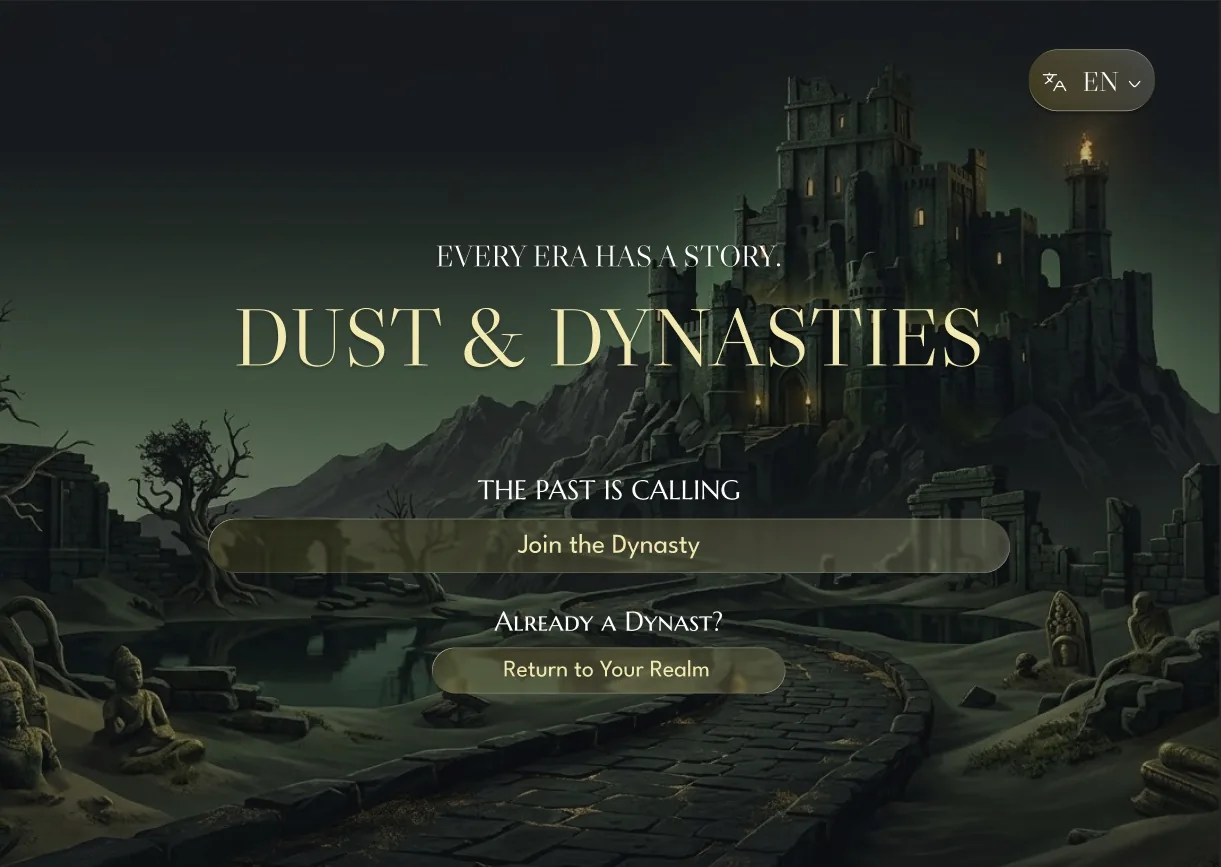 EN
EVERY ERA HAS A STORY.
DUST & DYNASTIES
THE PAST IS CALLING
Join the Dynasty
Already a Dynast?
Return to Your Realm